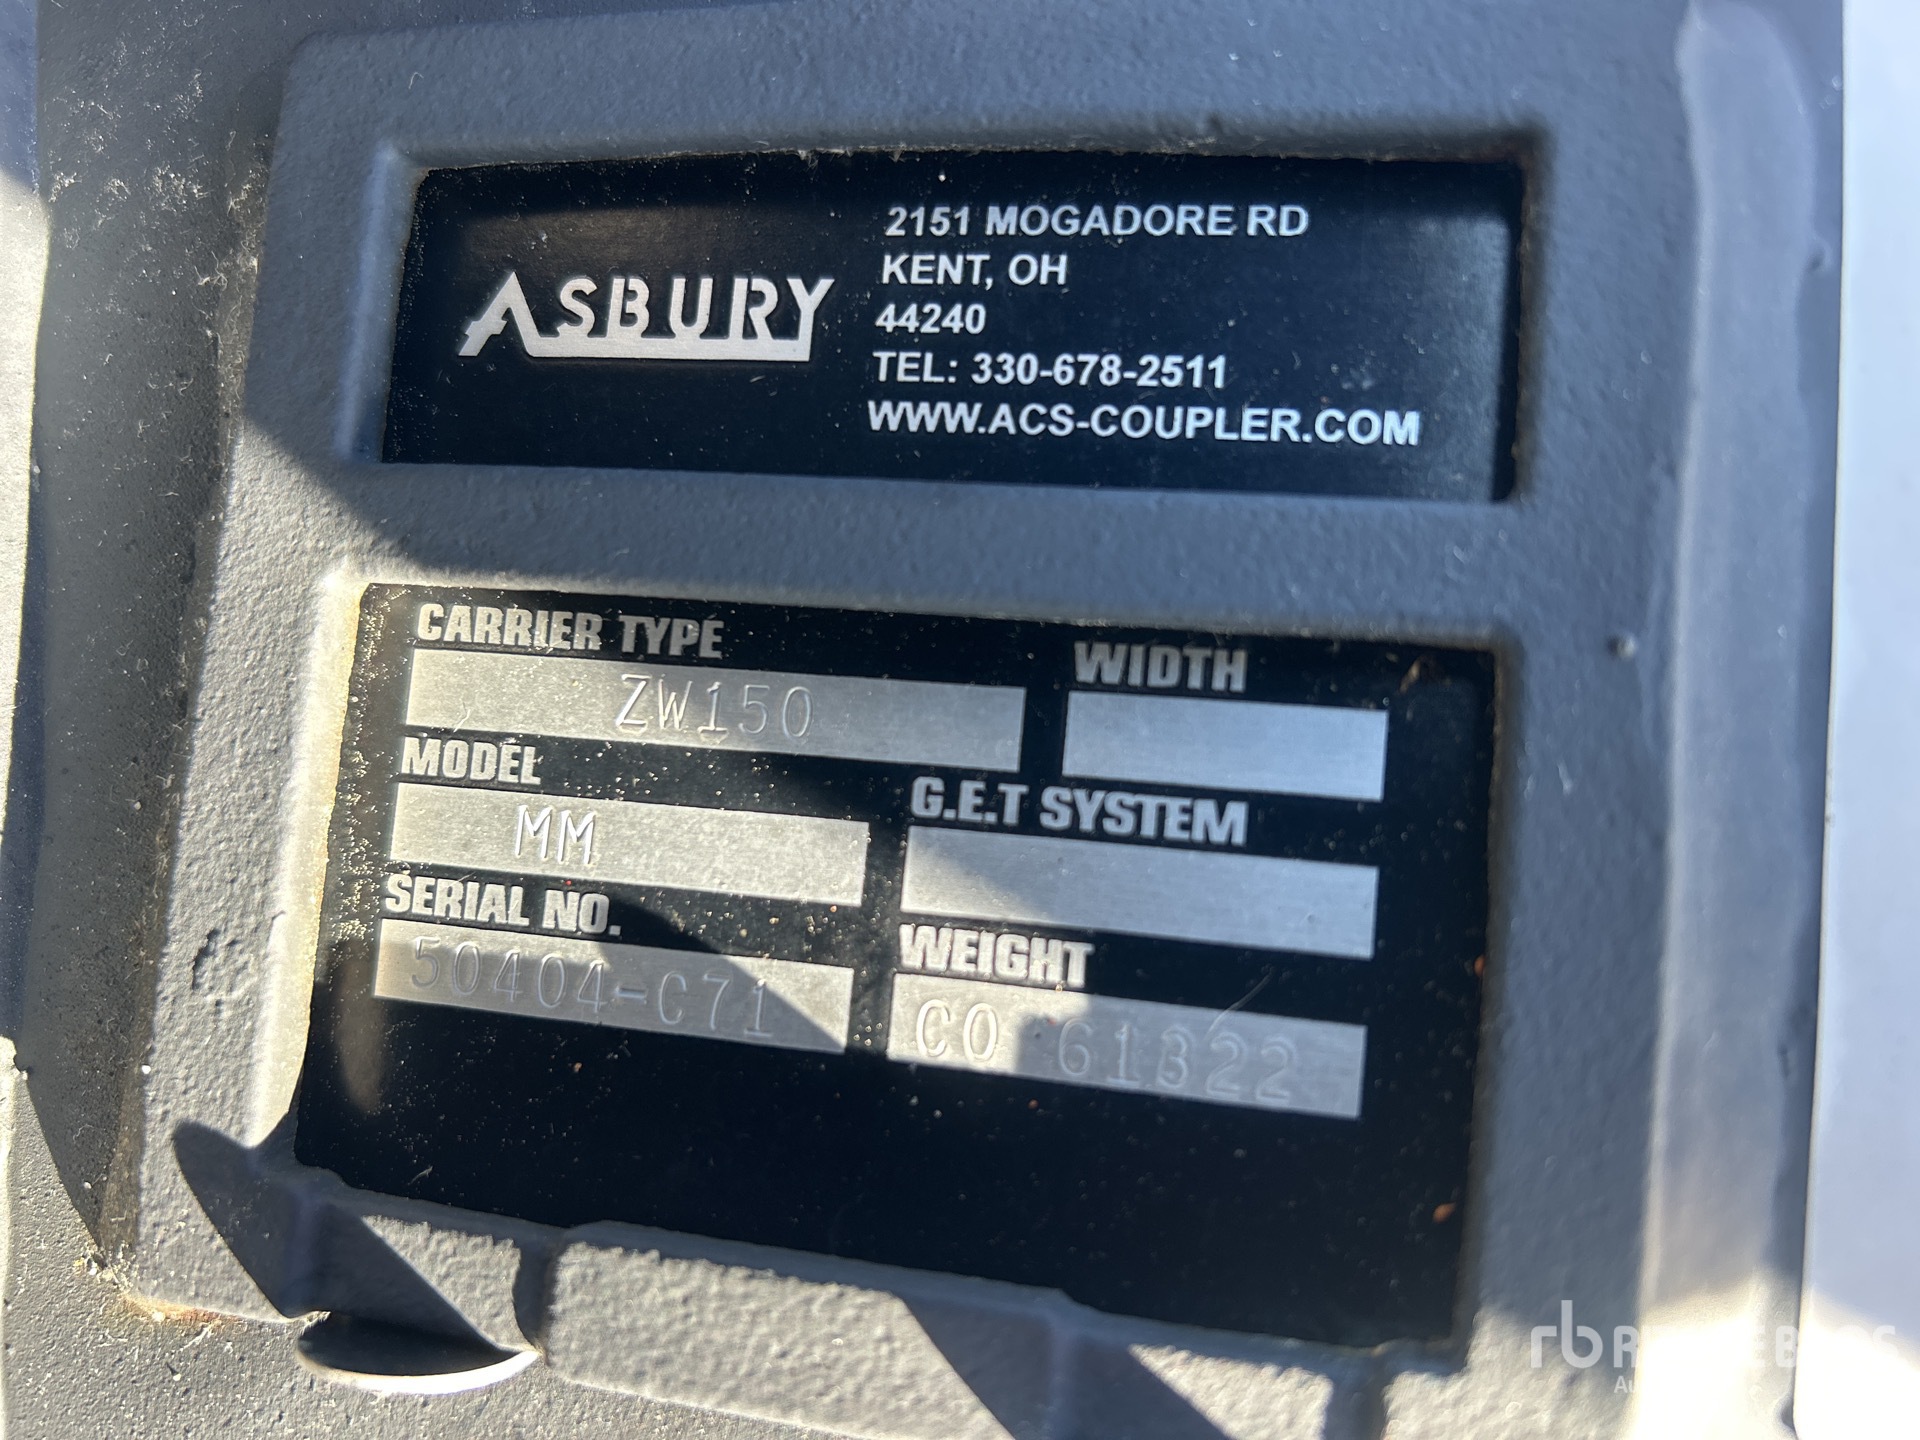 ASBURY
2151 MOGADORE RD
KENT, OH
44240
TEL: 330-678-2511
WWW.ACS-COUPLER.COM
CARRIER TYPE
ZW150
WIDTH
MODEL
MM
G.E.T SYSTEM
SERIAL NO.
50404-C71
WEIGHT
CO 61322
rb